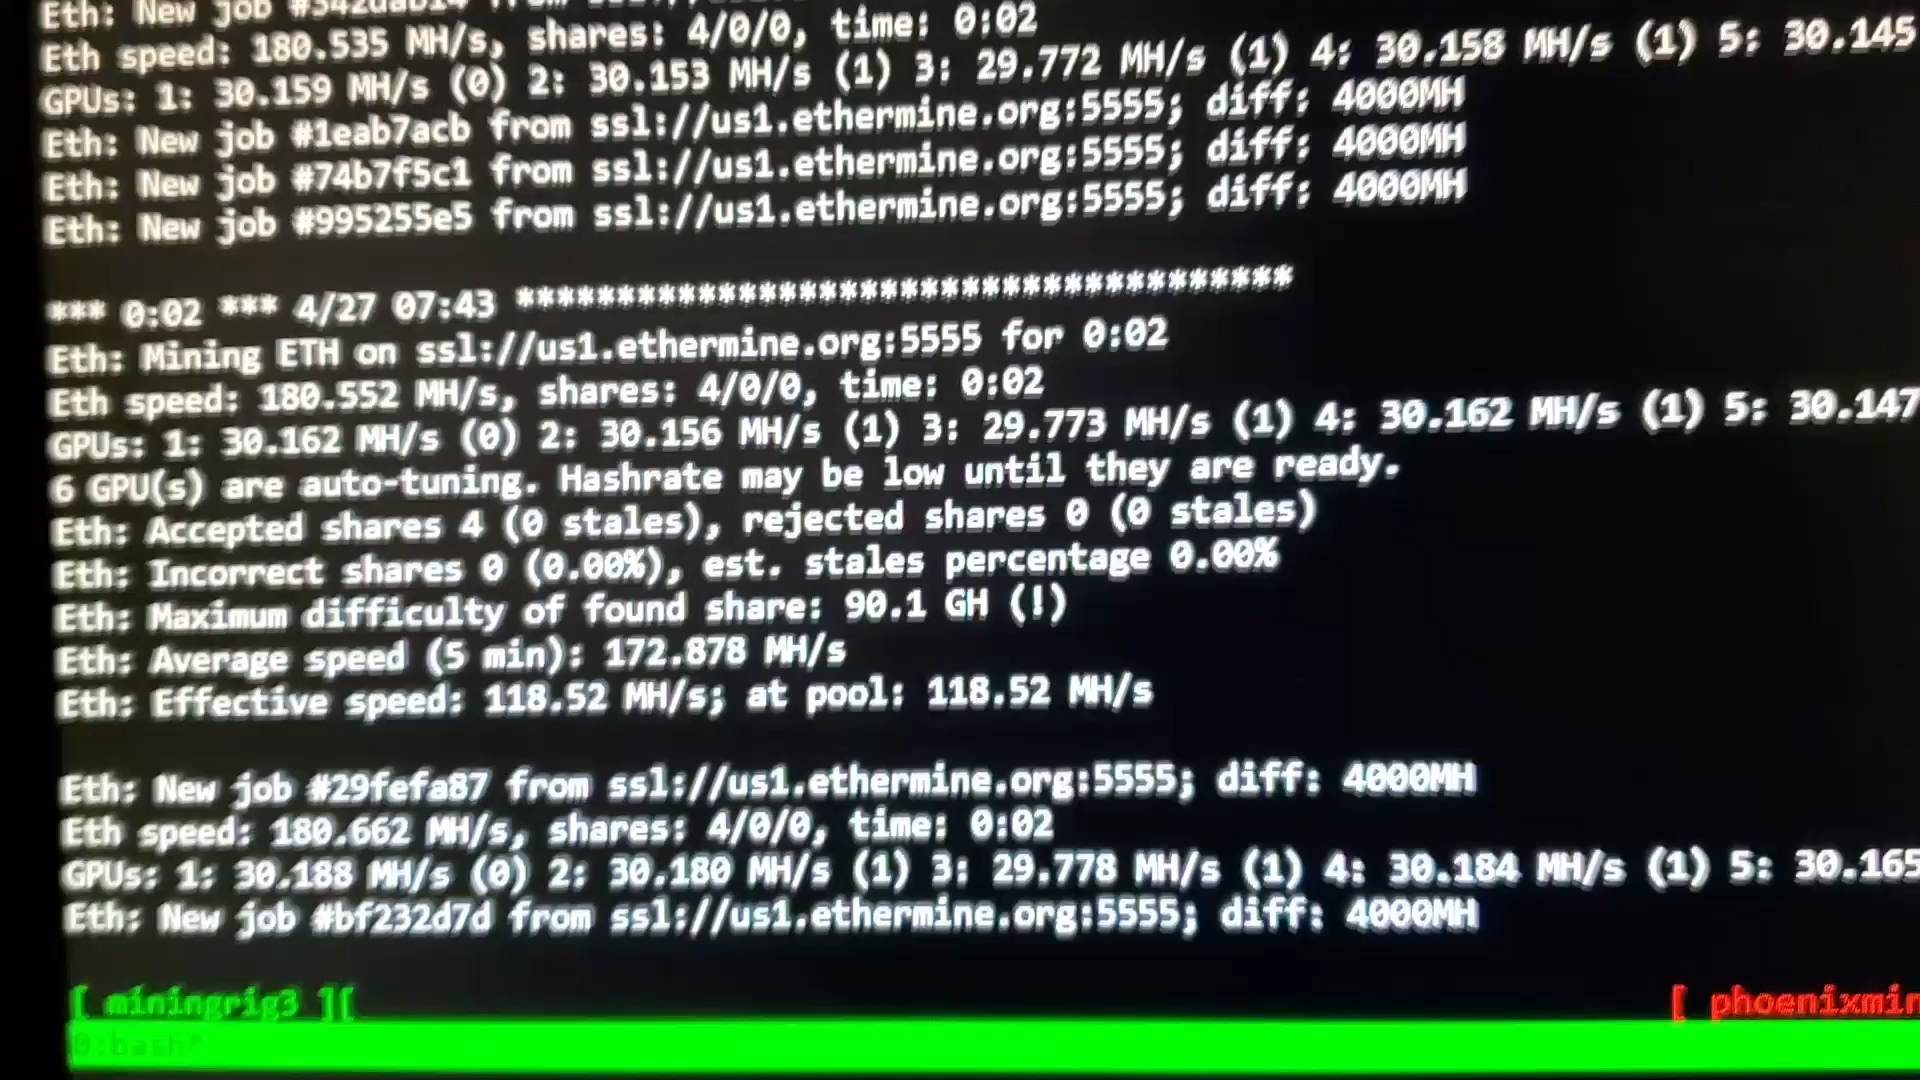 Eth: New job
Eth speed: 180.535 MH/s, shares: 4/0/0, time: 0:02
GPUs: 1: 30.159 MH/s (0) 2: 30.153 MH/s (1) 3: 29.772 MH/s (1) 4: 30.158 MH/s (1) 5: 30.145
Eth: New job #1eab7acb from ssl://us1.ethermine.org:5555; diff: 4000MH
Eth: New job #74b7f5c1 from ssl://us1.ethermine.org:5555; diff: 4000MH
Eth: New job #995255e5 from ssl://us1.ethermine.org:5555; diff: 4000MH
*** 0:02 *** 4/27 07:43 **************************************
Eth: Mining ETH on ssl://us1.ethermine.org:5555 for 0:02
Eth speed: 180.552 MH/s, shares: 4/0/0, time: 0:02
GPUs: 1: 30.162 MH/s (0) 2: 30.156 MH/s (1) 3: 29.773 MH/s (1) 4: 30.162 MH/s (1) 5: 30.147
6 GPU(s) are auto-tuning. Hashrate may be low until they are ready.
Eth: Accepted shares 4 (0 stales), rejected shares 0 (0 stales)
Eth: Incorrect shares 0 (0.00%), est. stales percentage 0.00%
Eth: Maximum difficulty of found share: 90.1 GH (!)
Eth: Average speed (5 min): 172.878 MH/s
Eth: Effective speed: 118.52 MH/s; at pool: 118.52 MH/s
Eth: New job #29fefa87 from ssl://us1.ethermine.org:5555; diff: 4000MH
Eth speed: 180.662 MH/s, shares: 4/0/0, time: 0:02
GPUs: 1: 30.188 MH/s (0) 2: 30.180 MH/s (1) 3: 29.778 MH/s (1) 4: 30.184 MH/s (1) 5: 30.165
Eth: New job #bf232d7d from ssl://us1.ethermine.org:5555; diff: 4000MH
[ miningrig3 ][ [ phoenixmin
0:bash*